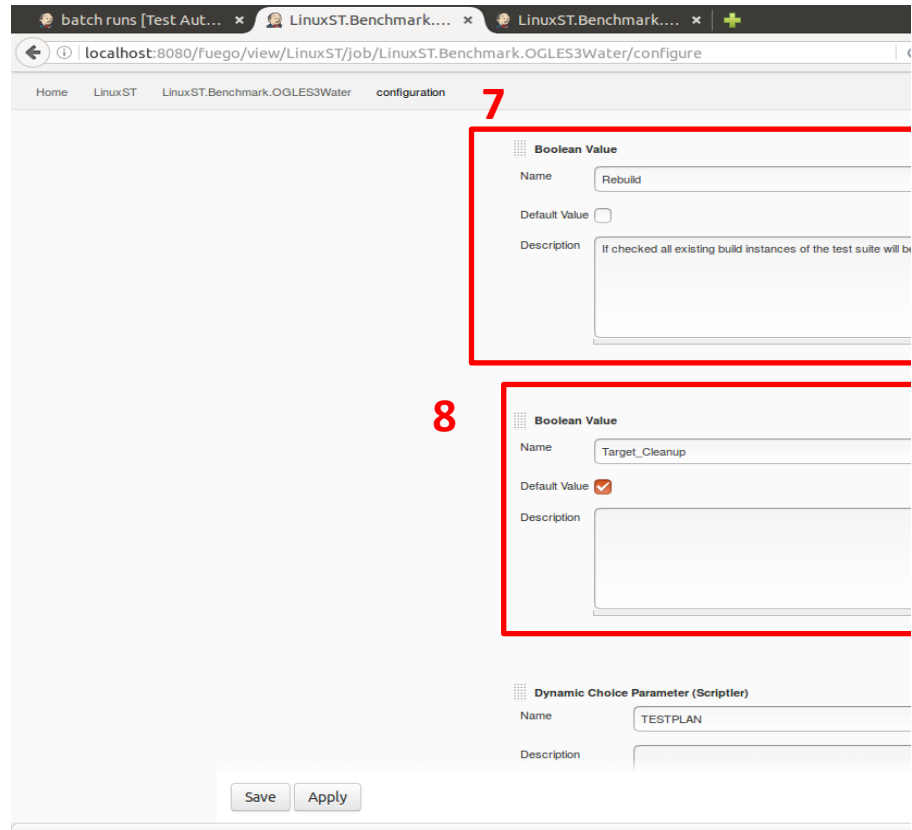 batch runs [Test Aut... ×
LinuxST.Benchmark.... ×
LinuxST.Benchmark.... ×
localhost:8080/fuego/view/LinuxST/job/LinuxST.Benchmark.OGLES3Water/configure
Home LinuxST LinuxST.Benchmark.OGLES3Water configuration
7
Boolean Value
Name Rebuild
Default Value
Description If checked all existing build instances of the test suite will be
8
Boolean Value
Name Target_Cleanup
Default Value
Description
Dynamic Choice Parameter (Scriptler)
Name TESTPLAN
Description
Save Apply